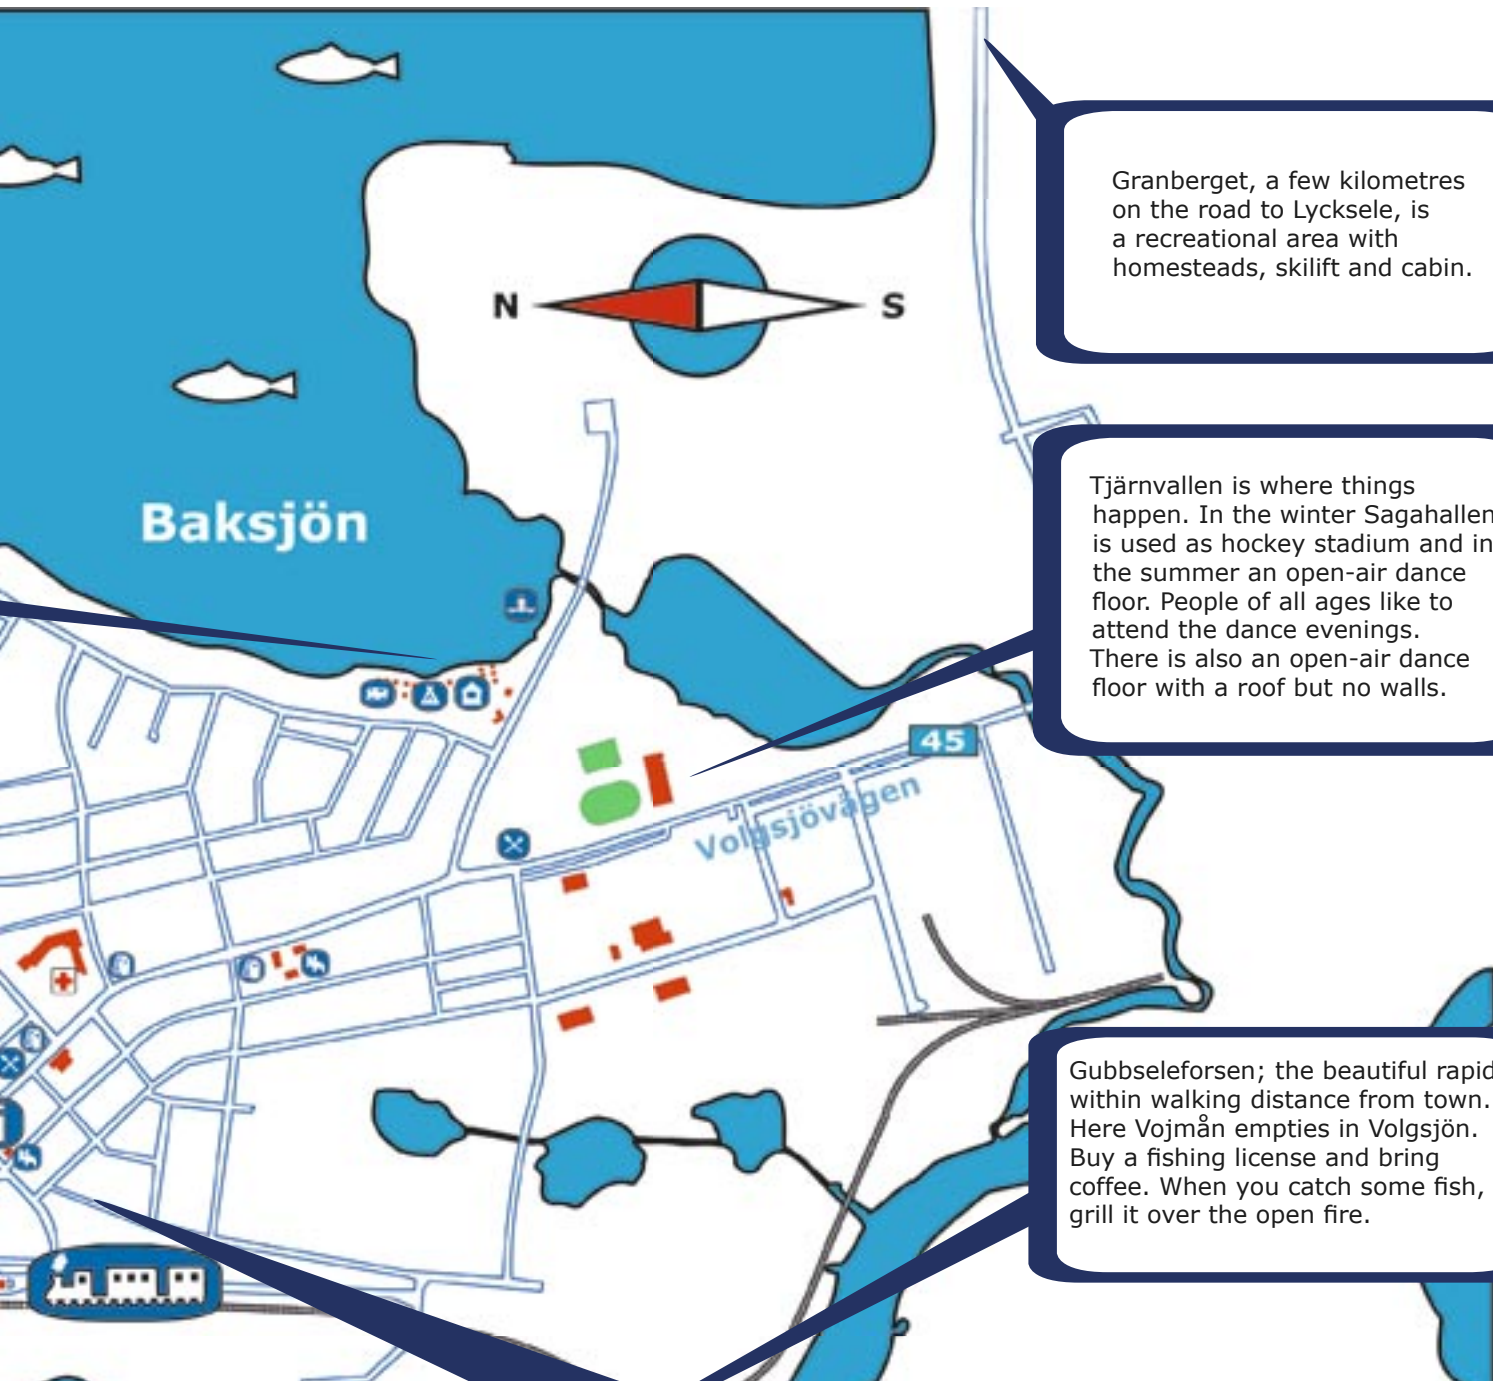 Granberget, a few kilometres
on the road to Lycksele, is
a recreational area with
homesteads, skilift and cabin.
N
S
Baksjön
Tjärnvallen is where things
happen. In the winter Sagahallen
is used as hockey stadium and in
the summer an open-air dance
floor. People of all ages like to
attend the dance evenings.
There is also an open-air dance
floor with a roof but no walls.
45
Volgsjövägen
Gubbseleforsen; the beautiful rapid
within walking distance from town.
Here Vojmån empties in Volgsjön.
Buy a fishing license and bring
coffee. When you catch some fish,
grill it over the open fire.